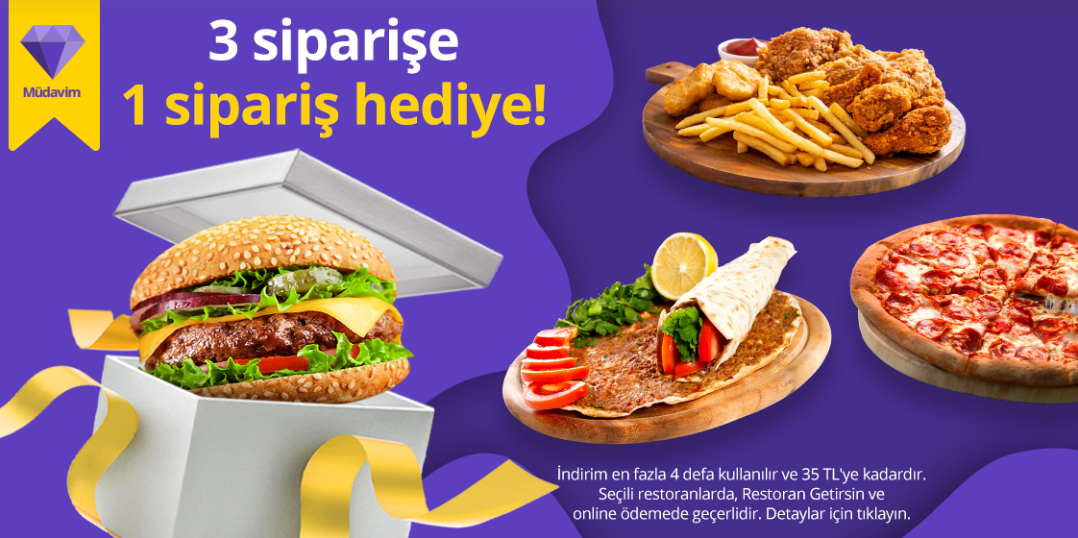 Müdavim
3 siparişe
1 sipariş hediye!
İndirim en fazla 4 defa kullanılır ve 35 TL'ye kadardır.
Seçili restoranlarda, Restoran Getirsin ve
online ödemede geçerlidir. Detaylar için tıklayın.